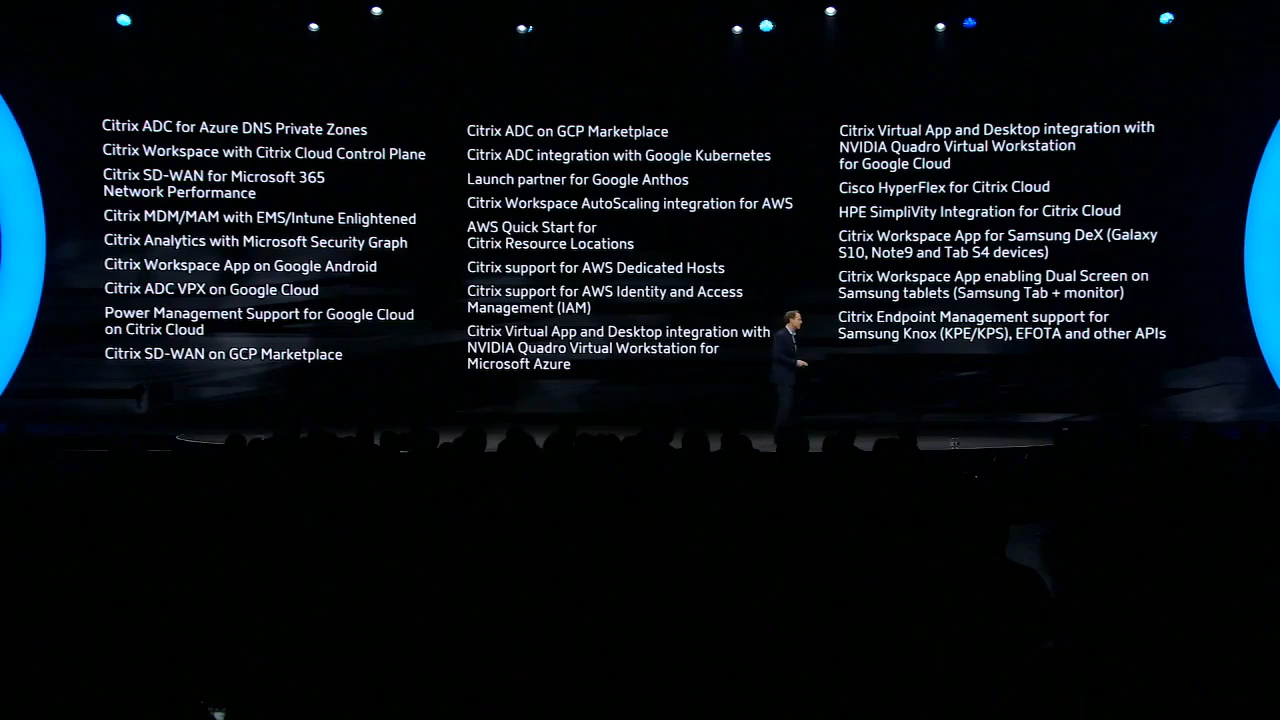 Citrix ADC for Azure DNS Private Zones
Citrix Workspace with Citrix Cloud Control Plane
Citrix SD-WAN for Microsoft 365
Network Performance
Citrix MDM/MAM with EMS/Intune Enlightened
Citrix Analytics with Microsoft Security Graph
Citrix Workspace App on Google Android
Citrix ADC VPX on Google Cloud
Power Management Support for Google Cloud
on Citrix Cloud
Citrix SD-WAN on GCP Marketplace
Citrix ADC on GCP Marketplace
Citrix ADC integration with Google Kubernetes
Launch partner for Google Anthos
Citrix Workspace AutoScaling integration for AWS
AWS Quick Start for
Citrix Resource Locations
Citrix support for AWS Dedicated Hosts
Citrix support for AWS Identity and Access
Management (IAM)
Citrix Virtual App and Desktop integration with
NVIDIA Quadro Virtual Workstation for
Microsoft Azure
Citrix Virtual App and Desktop integration with
NVIDIA Quadro Virtual Workstation
for Google Cloud
Cisco HyperFlex for Citrix Cloud
HPE SimpliVity Integration for Citrix Cloud
Citrix Workspace App for Samsung DeX (Galaxy
S10, Note9 and Tab S4 devices)
Citrix Workspace App enabling Dual Screen on
Samsung tablets (Samsung Tab + monitor)
Citrix Endpoint Management support for
Samsung Knox (KPE/KPS), EFOTA and other APIs